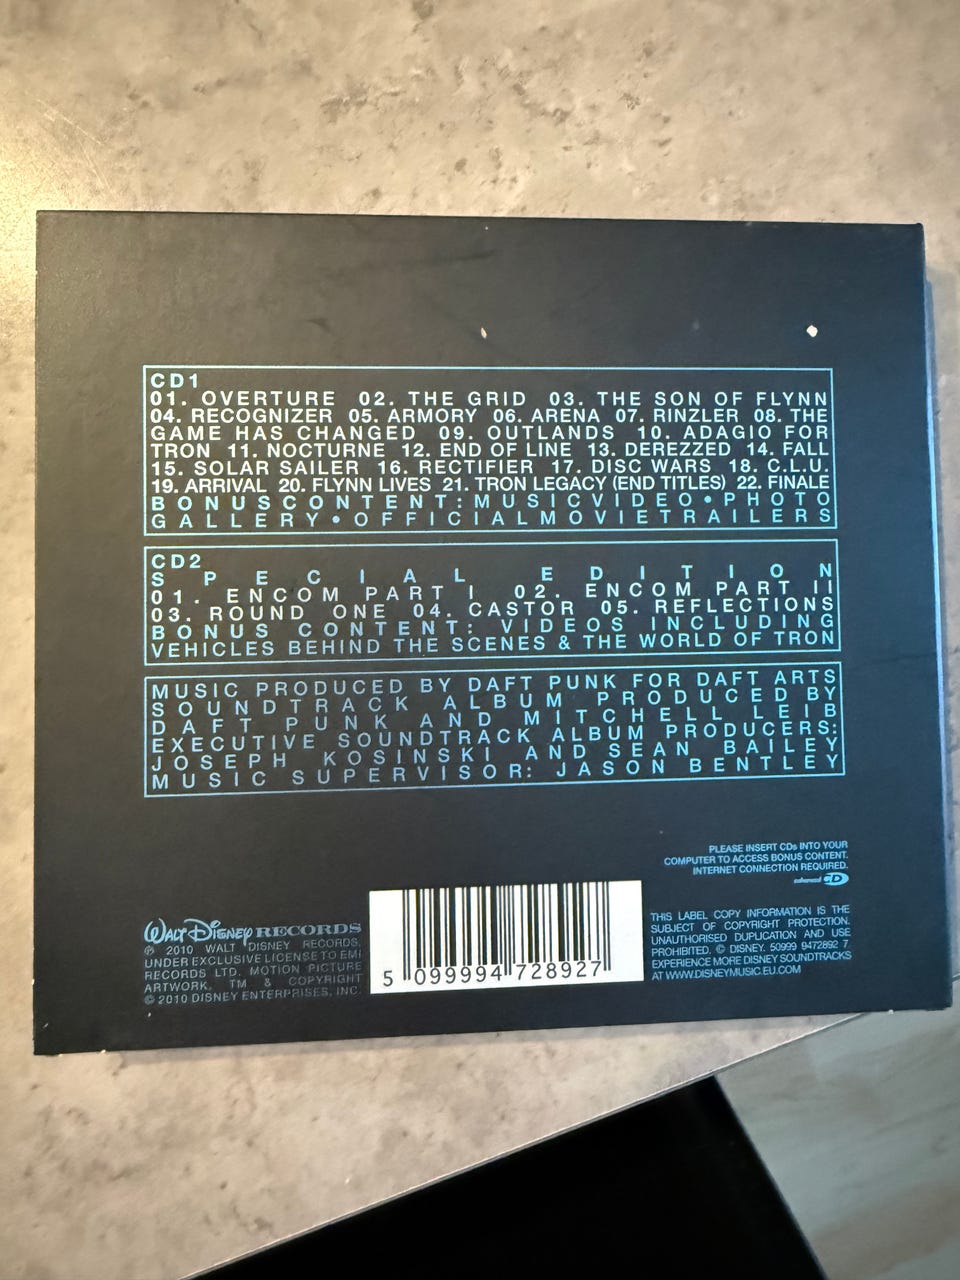 CD1
01. OVERTURE 02. THE GRID 03. THE SON OF FLYNN
04. RECOGNIZER 05. ARMORY 06. ARENA 07. RINZLER 08. THE
GAME HAS CHANGED 09. OUTLANDS 10. ADAGIO FOR
TRON 11. NOCTURNE 12. END OF LINE 13. DEREZZED 14. FALL
15. SOLAR SAILER 16. RECTIFIER 17. DISC WARS 18. C.L.U.
19. ARRIVAL 20. FLYNN LIVES 21. TRON LEGACY (END TITLES) 22. FINALE
BONUS CONTENT: MUSIC VIDEO • PHOTO
GALLERY • OFFICIAL MOVIE TRAILERS
CD2
SPECIAL EDITION
01. ENCOM PART I 02. ENCOM PART II
03. ROUND ONE 04. CASTOR 05. REFLECTIONS
BONUS CONTENT: VIDEOS INCLUDING
VEHICLES BEHIND THE SCENES & THE WORLD OF TRON
MUSIC PRODUCED BY DAFT PUNK FOR DAFT ARTS
SOUNDTRACK ALBUM PRODUCED BY
DAFT PUNK AND MITCHELL LEIB
EXECUTIVE SOUNDTRACK ALBUM PRODUCERS:
JOSEPH KOSINSKI AND SEAN BAILEY
MUSIC SUPERVISOR: JASON BENTLEY
PLEASE INSERT CDs INTO YOUR
COMPUTER TO ACCESS BONUS CONTENT.
INTERNET CONNECTION REQUIRED.
enhanced CD
WALT DISNEY RECORDS
℗ 2010 WALT DISNEY RECORDS,
UNDER EXCLUSIVE LICENSE TO EMI
RECORDS LTD. MOTION PICTURE
ARTWORK, TM & COPYRIGHT
© 2010 DISNEY ENTERPRISES, INC.
5 099994 728927
THIS LABEL COPY INFORMATION IS THE
SUBJECT OF COPYRIGHT PROTECTION.
UNAUTHORISED DUPLICATION AND USE
PROHIBITED. © DISNEY. 50999 9472892 7
EXPERIENCE MORE DISNEY SOUNDTRACKS
AT WWW.DISNEYMUSIC.EU.COM